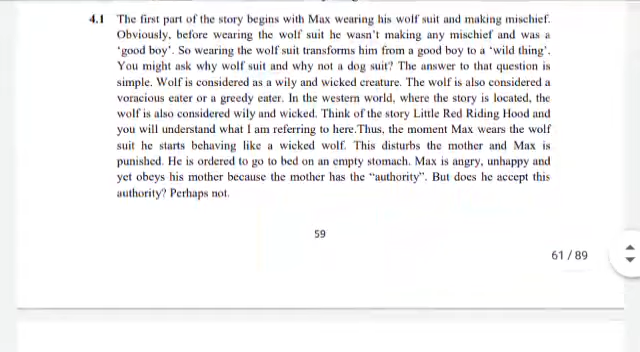 4.1 The first part of the story begins with Max wearing his wolf suit and making mischief.
Obviously, before wearing the wolf suit he wasn't making any mischief and was a
'good boy'. So wearing the wolf suit transforms him from a good boy to a 'wild thing'.
You might ask why wolf suit and why not a dog suit? The answer to that question is
simple. Wolf is considered as a wily and wicked creature. The wolf is also considered a
voracious eater or a greedy eater. In the western world, where the story is located, the
wolf is also considered wily and wicked. Think of the story Little Red Riding Hood and
you will understand what I am referring to here.Thus, the moment Max wears the wolf
suit he starts behaving like a wicked wolf. This disturbs the mother and Max is
punished. He is ordered to go to bed on an empty stomach. Max is angry, unhappy and
yet obeys his mother because the mother has the "authority". But does he accept this
authority? Perhaps not.
59
61 / 89